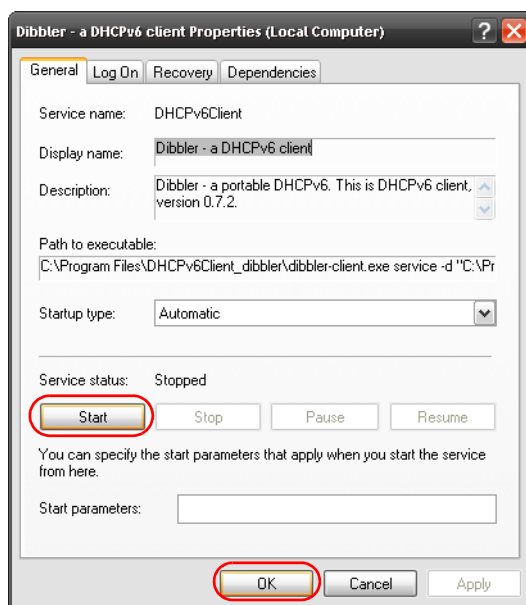 Dibbler - a DHCPv6 client Properties (Local Computer)
General Log On Recovery Dependencies
Service name: DHCPv6Client
Display name: Dibbler - a DHCPv6 client
Description: Dibbler - a portable DHCPv6. This is DHCPv6 client,
version 0.7.2.
Path to executable:
C:\Program Files\DHCPv6Client_dibbler\dibbler-client.exe service -d "C:\Pr
Startup type: Automatic
Service status: Stopped
Start Stop Pause Resume
You can specify the start parameters that apply when you start the service
from here.
Start parameters:
OK Cancel Apply